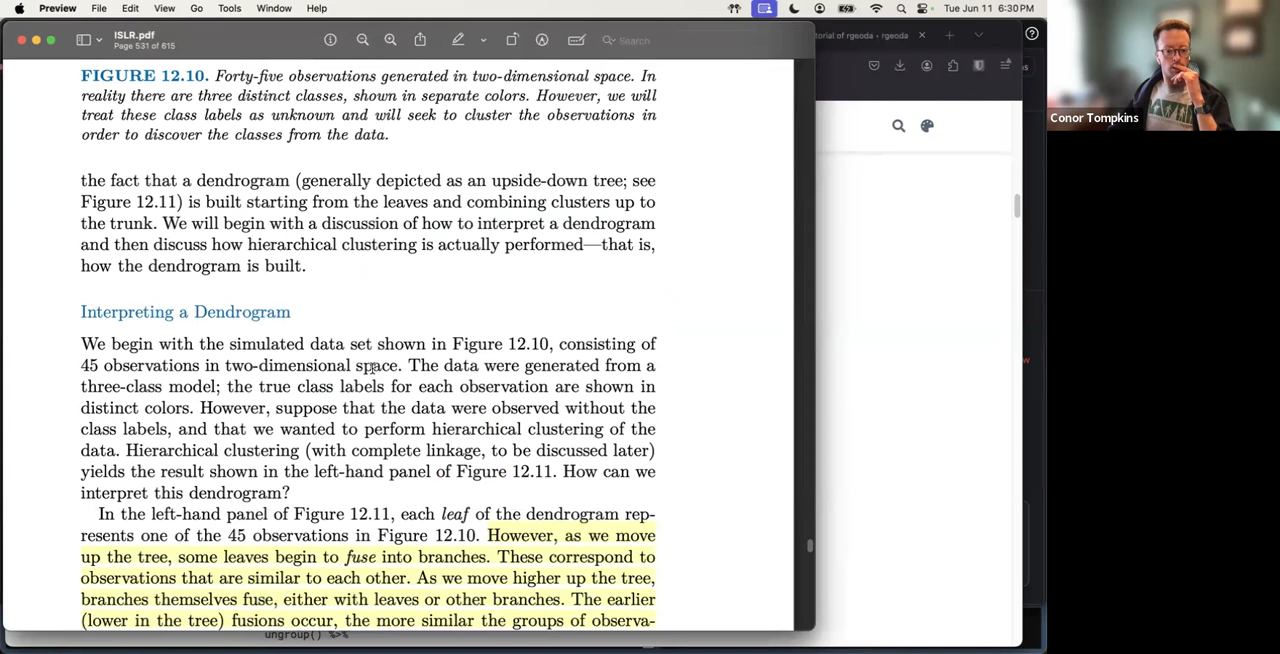 Preview File Edit View Go Tools Window Help Tue Jun 11 6:30 PM
ISLR.pdf
Page 531 of 615
Search
torial of rgeoda • rgeoda
FIGURE 12.10. Forty-five observations generated in two-dimensional space. In
reality there are three distinct classes, shown in separate colors. However, we will
treat these class labels as unknown and will seek to cluster the observations in
order to discover the classes from the data.
the fact that a dendrogram (generally depicted as an upside-down tree; see
Figure 12.11) is built starting from the leaves and combining clusters up to
the trunk. We will begin with a discussion of how to interpret a dendrogram
and then discuss how hierarchical clustering is actually performed—that is,
how the dendrogram is built.
Interpreting a Dendrogram
We begin with the simulated data set shown in Figure 12.10, consisting of
45 observations in two-dimensional space. The data were generated from a
three-class model; the true class labels for each observation are shown in
distinct colors. However, suppose that the data were observed without the
class labels, and that we wanted to perform hierarchical clustering of the
data. Hierarchical clustering (with complete linkage, to be discussed later)
yields the result shown in the left-hand panel of Figure 12.11. How can we
interpret this dendrogram?
In the left-hand panel of Figure 12.11, each leaf of the dendrogram rep-
resents one of the 45 observations in Figure 12.10. However, as we move
up the tree, some leaves begin to fuse into branches. These correspond to
observations that are similar to each other. As we move higher up the tree,
branches themselves fuse, either with leaves or other branches. The earlier
(lower in the tree) fusions occur, the more similar the groups of observa-
ungroup() %>%
Conor Tompkins